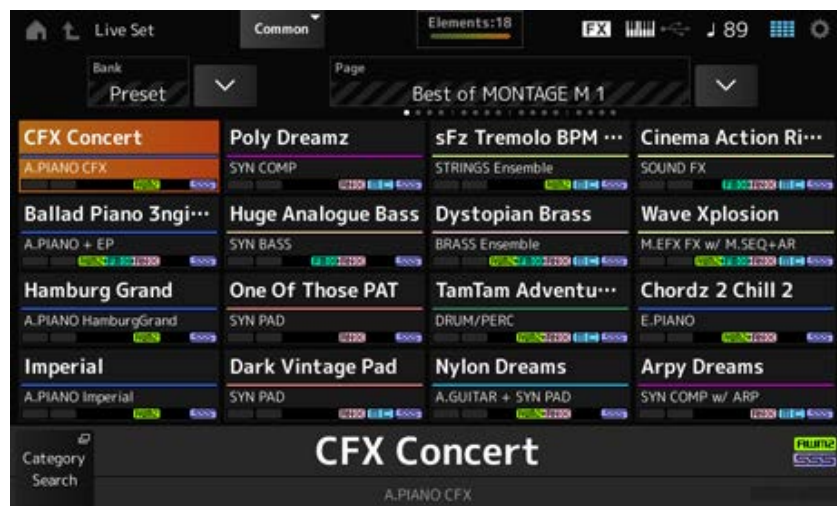 Live Set
Common
Elements:18
FX
♩ 89
Bank
Preset
Page
Best of MONTAGE M 1
CFX Concert
A.PIANO CFX
AWM2 SSS
Poly Dreamz
SYN COMP
sFz Tremolo BPM ···
STRINGS Ensemble
Cinema Action Ri···
SOUND FX
Ballad Piano 3ngi···
A.PIANO + EP
Huge Analogue Bass
SYN BASS
Dystopian Brass
BRASS Ensemble
Wave Xplosion
M.EFX FX w/ M.SEQ+AR
Hamburg Grand
A.PIANO HamburgGrand
One Of Those PAT
SYN PAD
TamTam Adventu···
DRUM/PERC
Chordz 2 Chill 2
E.PIANO
Imperial
A.PIANO Imperial
Dark Vintage Pad
SYN PAD
Nylon Dreams
A.GUITAR + SYN PAD
Arpy Dreams
SYN COMP w/ ARP
Category
Search
CFX Concert
A.PIANO CFX
AWM2
SSS